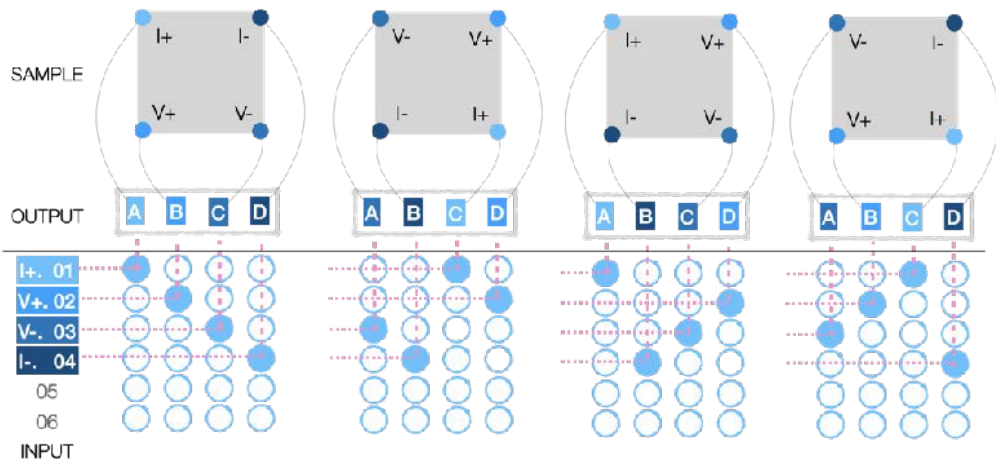 I+ I- V- V+ I+ V+ V- I-
SAMPLE
V+ V- I- I+ I- V- V+ I+
OUTPUT A B C D A B C D A B C D A B C D
I+. 01
V+. 02
V-. 03
I-. 04
05
06
INPUT